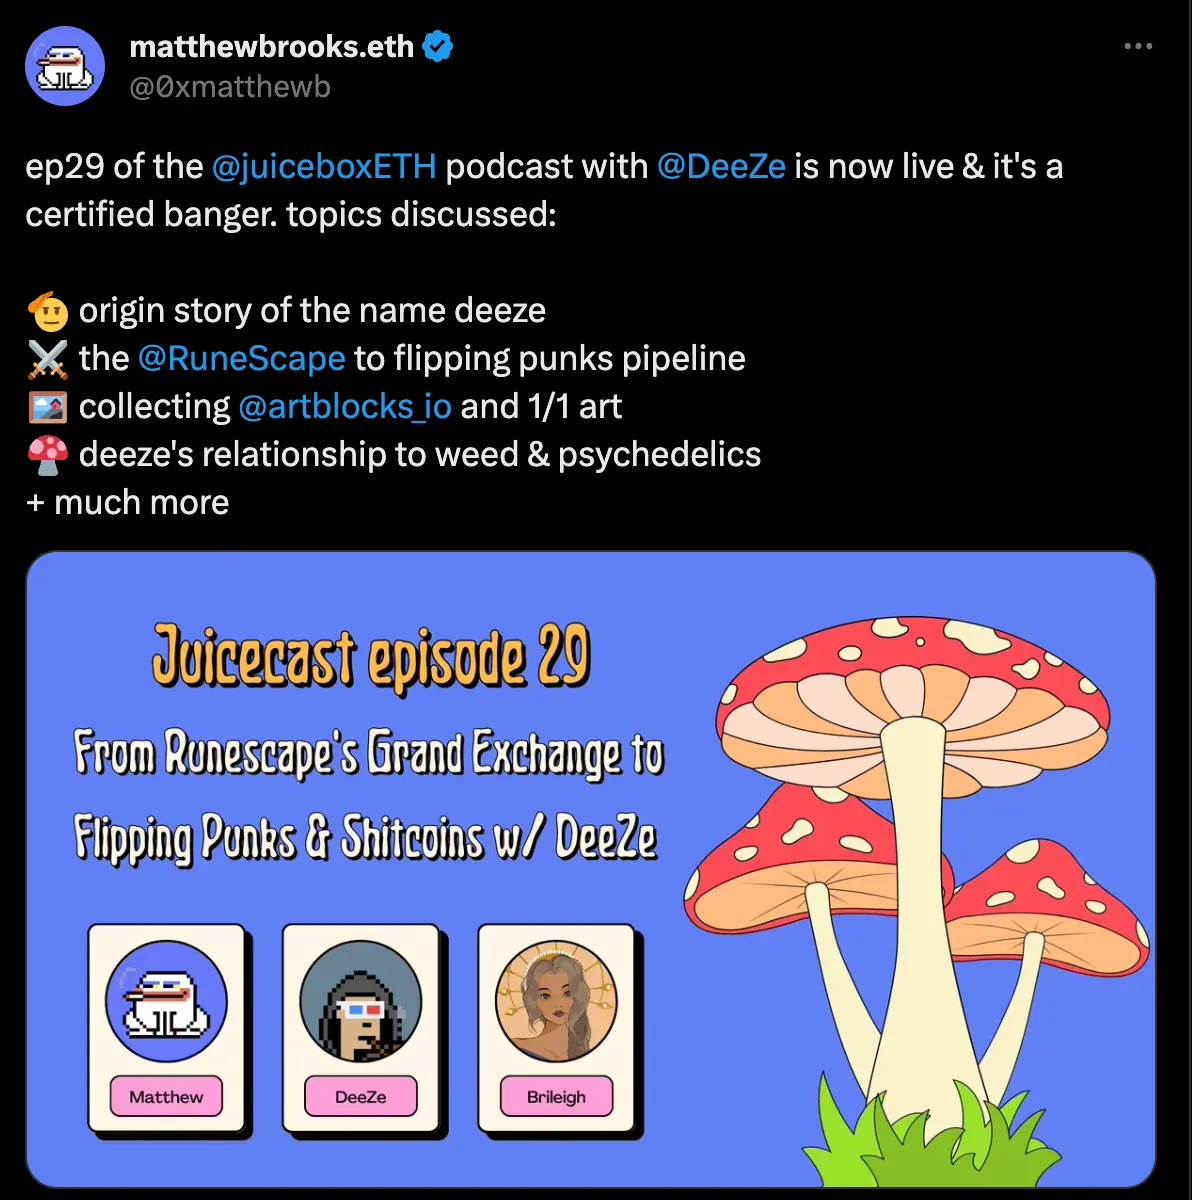 matthewbrooks.eth
@0xmatthewb
ep29 of the @juiceboxETH podcast with @DeeZe is now live & it's a
certified banger. topics discussed:
🫡 origin story of the name deeze
⚔️ the @RuneScape to flipping punks pipeline
🖼️ collecting @artblocks_io and 1/1 art
🍄 deeze's relationship to weed & psychedelics
+ much more
Juicecast episode 29
From Runescape's Grand Exchange to
Flipping Punks & Shitcoins w/ DeeZe
Matthew
DeeZe
Brileigh